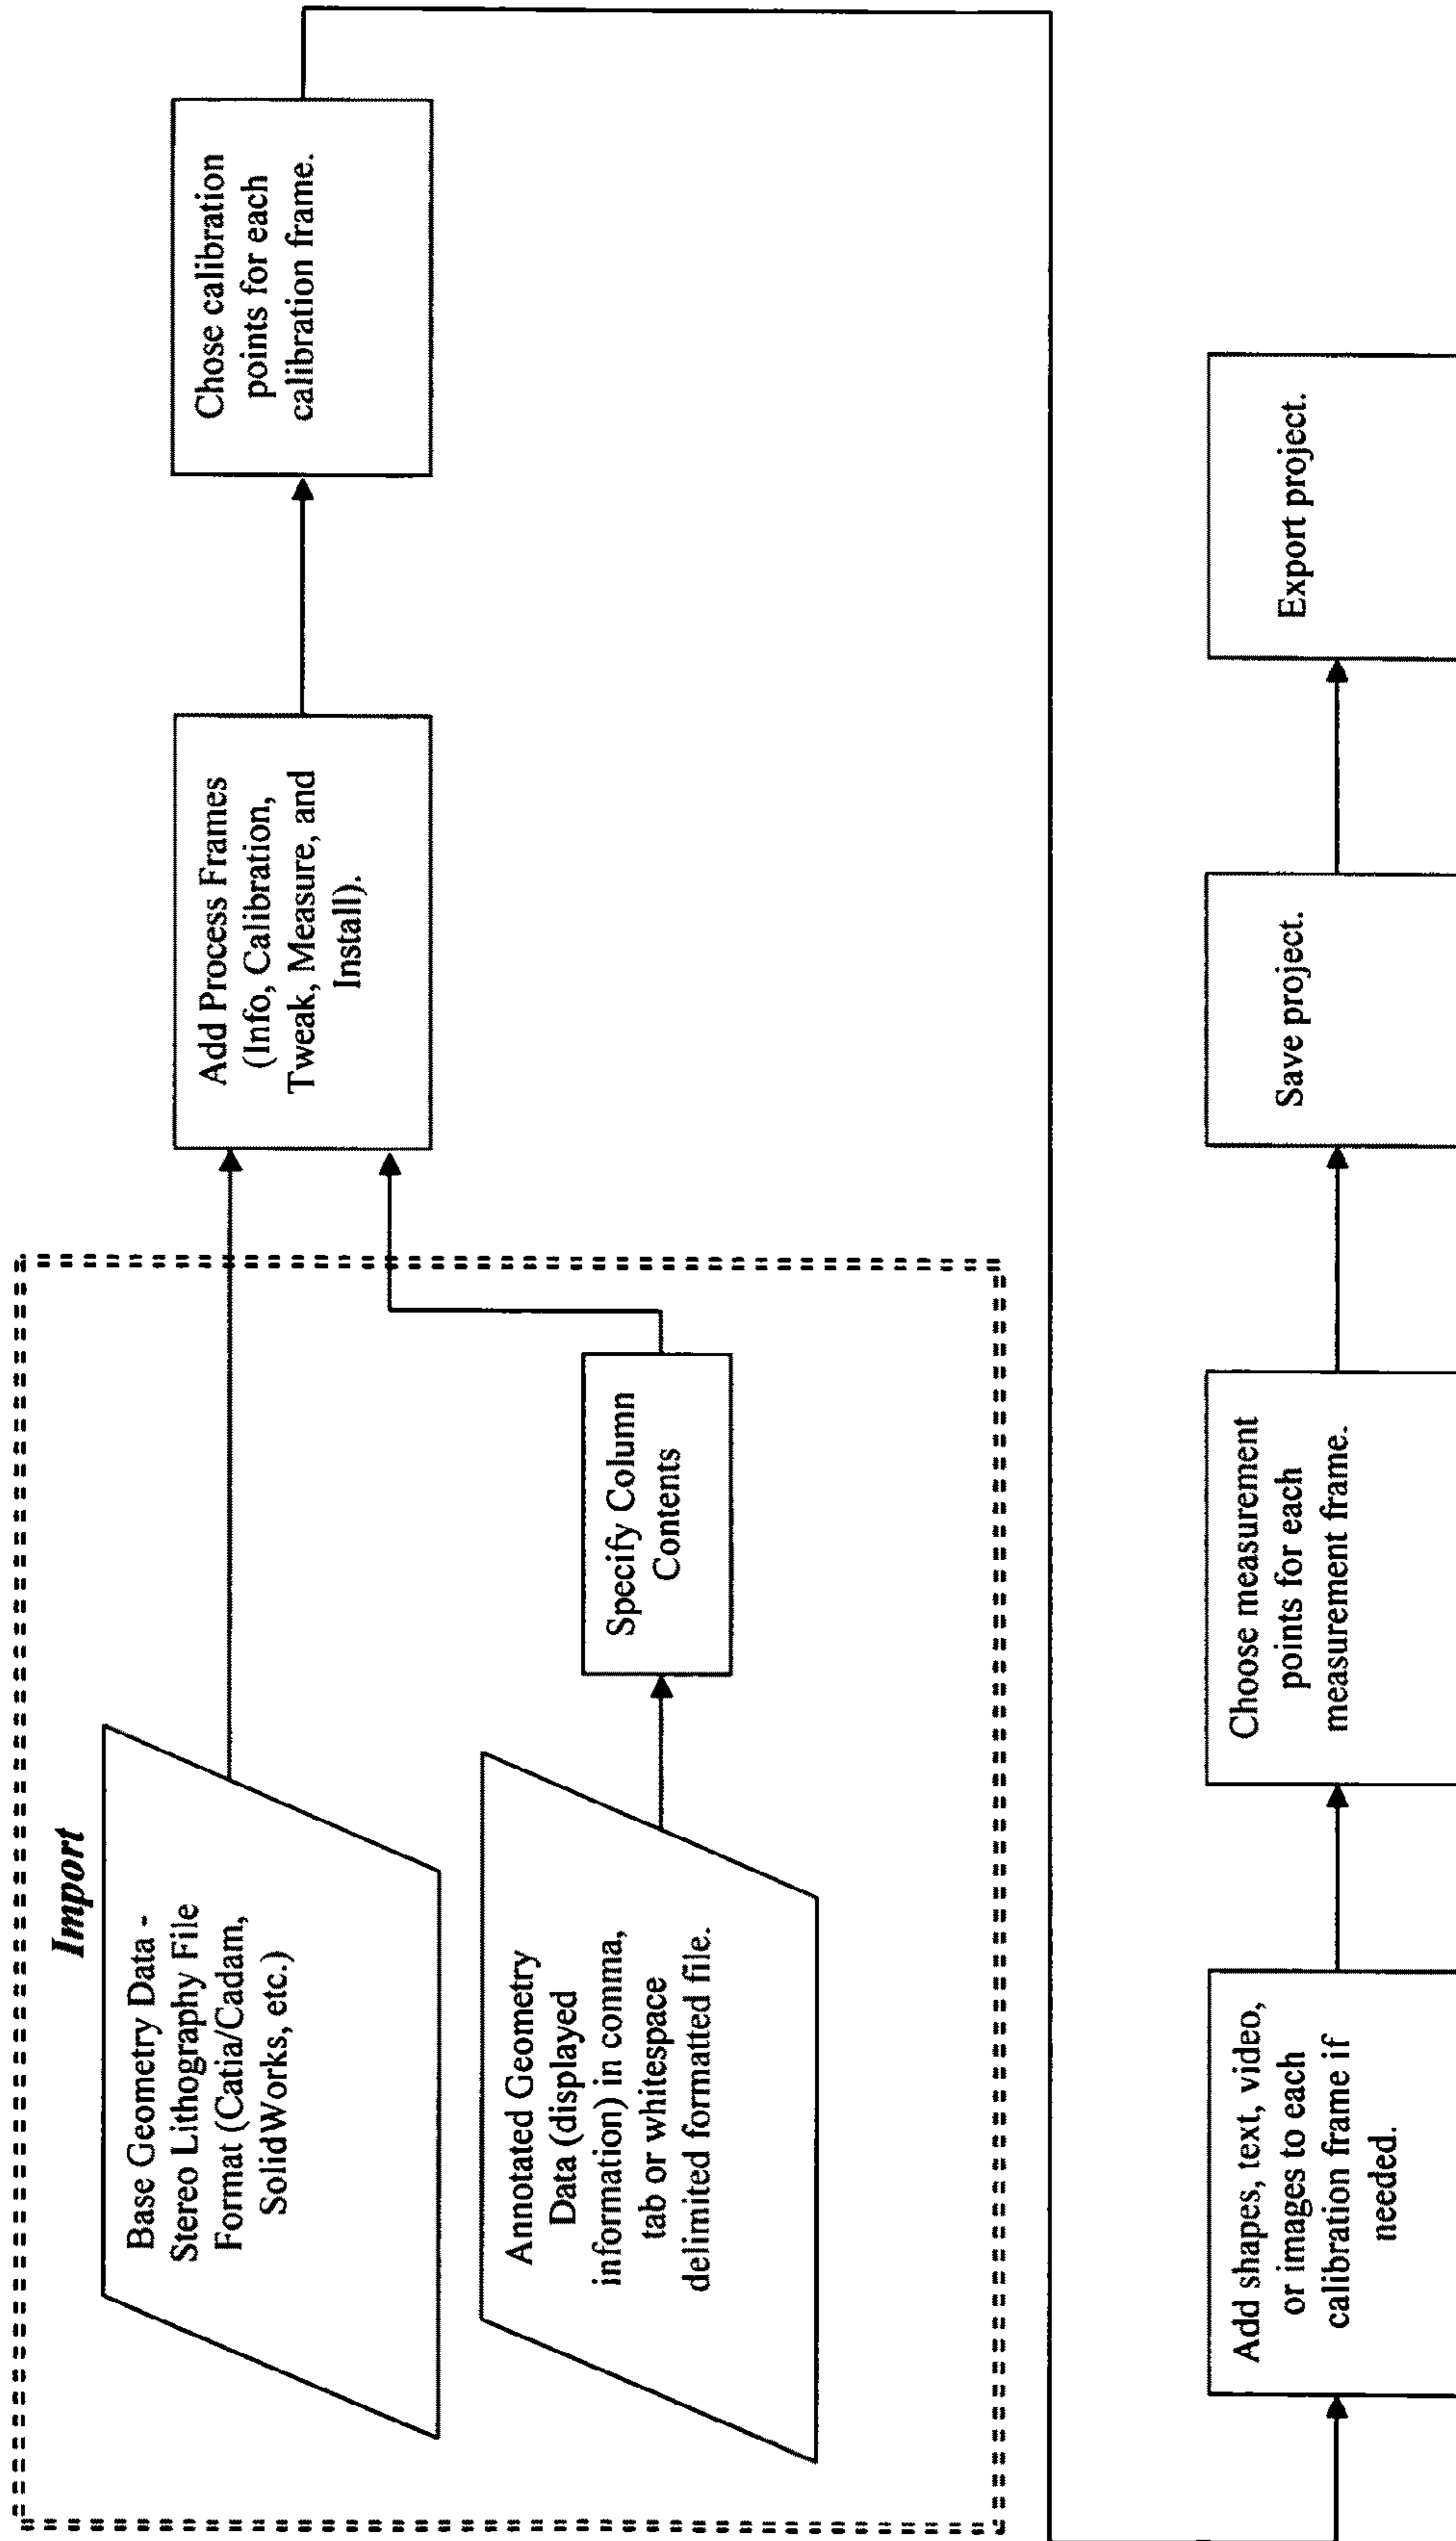 Import
Base Geometry Data -
Stereo Lithography File
Format (Catia/Cadam,
SolidWorks, etc.)
Annotated Geometry
Data (displayed
information) in comma,
tab or whitespace
delimited formatted file.
Specify Column
Contents
Add Process Frames
(Info, Calibration,
Tweak, Measure, and
Install).
Chose calibration
points for each
calibration frame.
Add shapes, text, video,
or images to each
calibration frame if
needed.
Choose measurement
points for each
measurement frame.
Save project.
Export project.